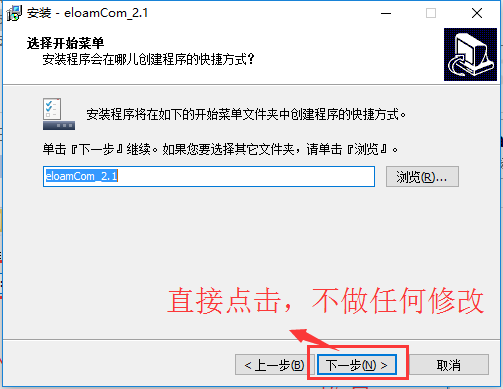 安装 - eloamCom_2.1
选择开始菜单
安装程序会在哪儿创建程序的快捷方式?
安装程序将在如下的开始菜单文件夹中创建程序的快捷方式。
单击『下一步』继续。如果您要选择其它文件夹，请单击『浏览』。
eloamCom_2.1
浏览(R)...
直接点击，不做任何修改
< 上一步(B)
下一步(N) >
取消